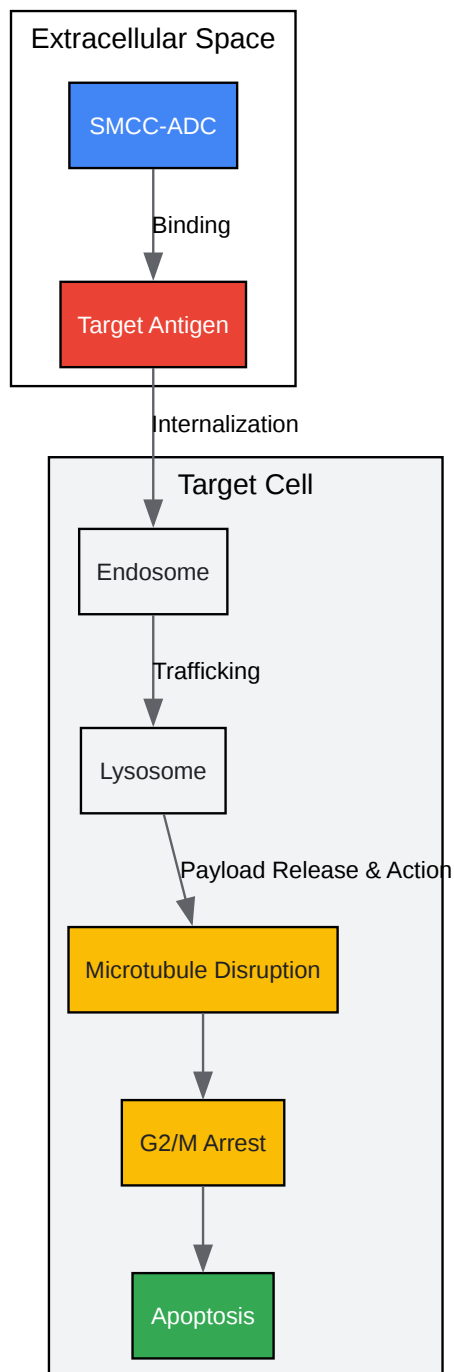 Extracellular Space
SMCC-ADC
Binding
Target Antigen
Internalization
Target Cell
Endosome
Trafficking
Lysosome
Payload Release & Action
Microtubule Disruption
G2/M Arrest
Apoptosis